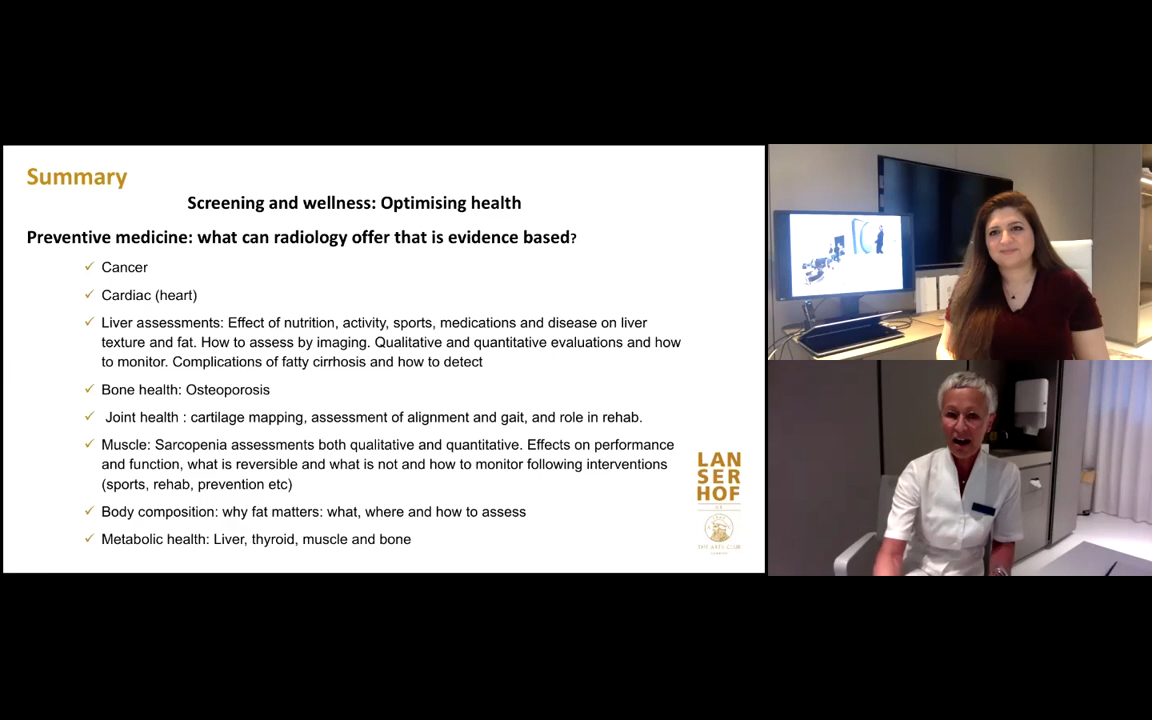 Summary
Screening and wellness: Optimising health
Preventive medicine: what can radiology offer that is evidence based?
✓ Cancer
✓ Cardiac (heart)
✓ Liver assessments: Effect of nutrition, activity, sports, medications and disease on liver
texture and fat. How to assess by imaging. Qualitative and quantitative evaluations and how
to monitor. Complications of fatty cirrhosis and how to detect
✓ Bone health: Osteoporosis
✓ Joint health : cartilage mapping, assessment of alignment and gait, and role in rehab.
✓ Muscle: Sarcopenia assessments both qualitative and quantitative. Effects on performance
and function, what is reversible and what is not and how to monitor following interventions
(sports, rehab, prevention etc)
✓ Body composition: why fat matters: what, where and how to assess
✓ Metabolic health: Liver, thyroid, muscle and bone
LAN
SER
HOF
THE ARTS CLUB